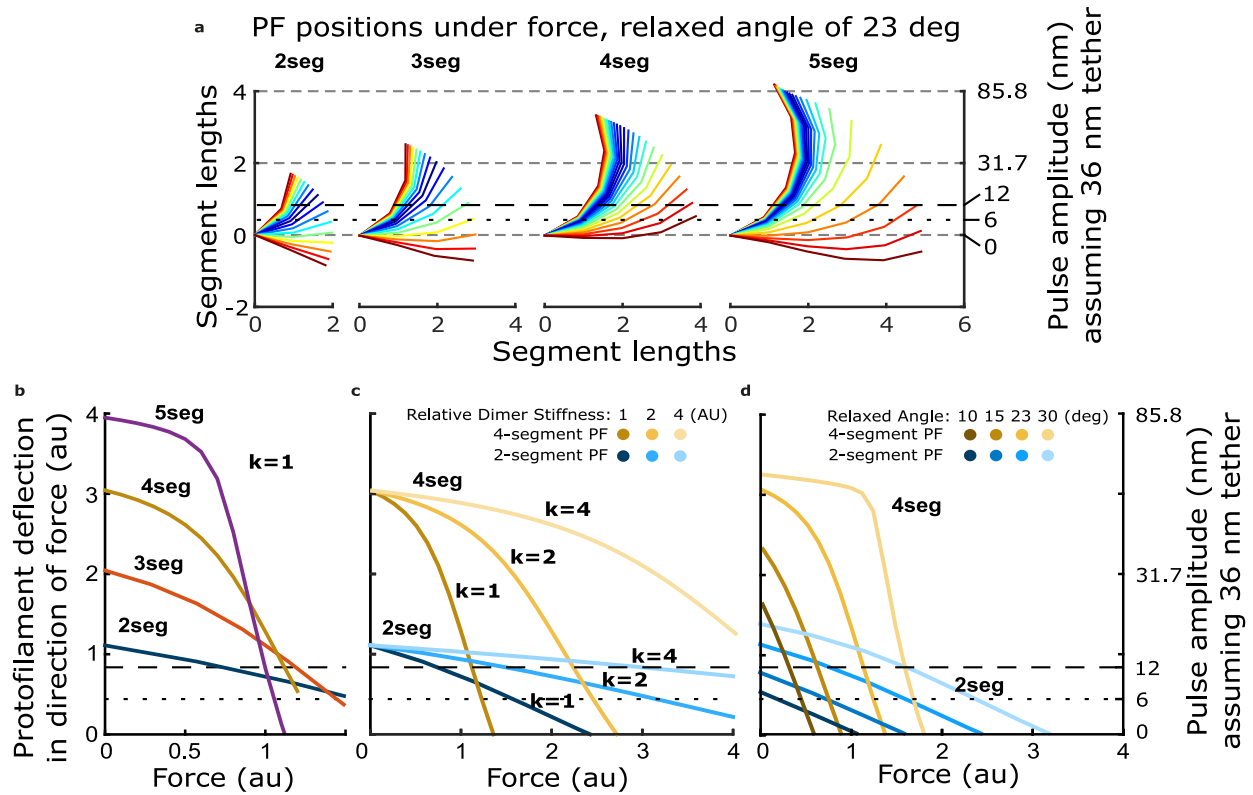 a PF positions under force, relaxed angle of 23 deg
2seg 3seg 4seg 5seg
Segment lengths
4
2
0
-2
0 2 0 2 4 0 2 4 0 2 4 6
Segment lengths
85.8
31.7
12
6
0
Pulse amplitude (nm)
assuming 36 nm tether
b
Protofilament deflection
in direction of force (au)
4
3
2
1
0
5seg
k=1
4seg
3seg
2seg
0 0.5 1
Force (au)
c
Relative Dimer Stiffness: 1 2 4 (AU)
4-segment PF
2-segment PF
4seg
k=4
k=2
k=1
2seg
k=4
k=2
k=1
0 1 2 3 4
Force (au)
d
Relaxed Angle: 10 15 23 30 (deg)
4-segment PF
2-segment PF
4seg
2seg
0 1 2 3 4
Force (au)
85.8
31.7
12
6
0
Pulse amplitude (nm)
assuming 36 nm tether